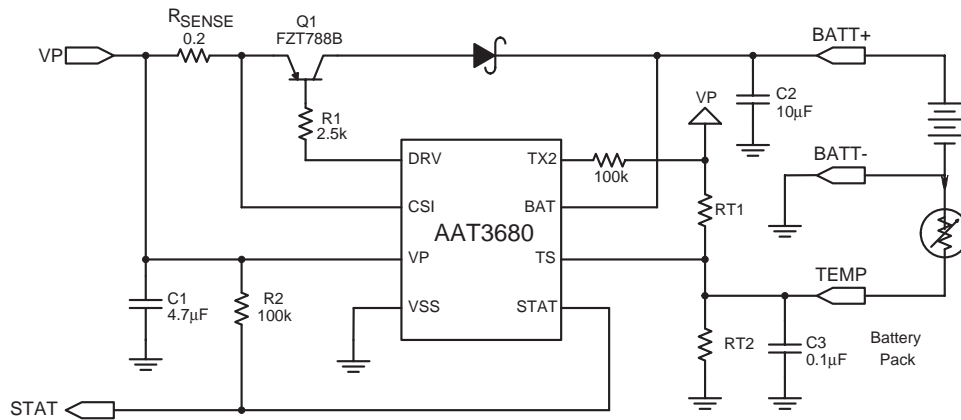 RSENSE
0.2
Q1
FZT788B
VP
BATT+
VP
C2
10μF
R1
2.5k
DRV
TX2
100k
BATT-
CSI
BAT
RT1
AAT3680
VP
TS
TEMP
C1
4.7μF
R2
100k
VSS
STAT
RT2
C3
0.1μF
Battery
Pack
STAT